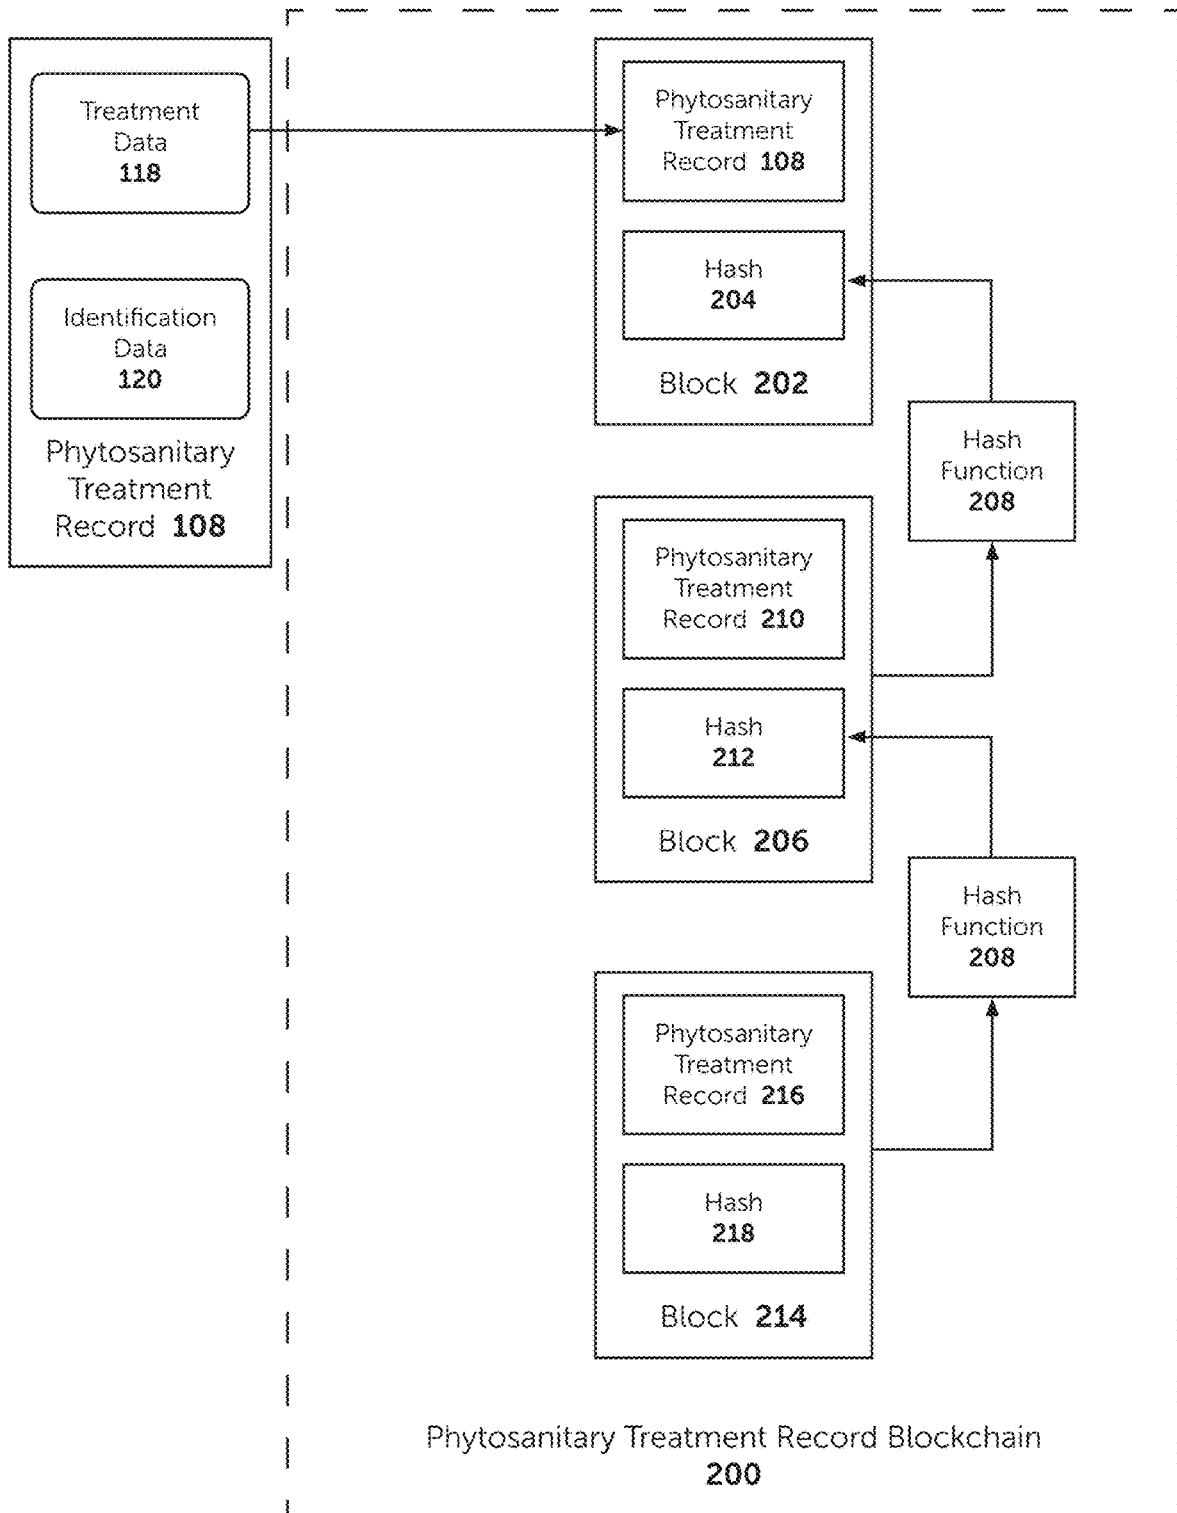 Treatment
Data
118
Identification
Data
120
Phytosanitary
Treatment
Record 108
Phytosanitary
Treatment
Record 108
Hash
204
Block 202
Hash
Function
208
Phytosanitary
Treatment
Record 210
Hash
212
Block 206
Hash
Function
208
Phytosanitary
Treatment
Record 216
Hash
218
Block 214
Phytosanitary Treatment Record Blockchain
200